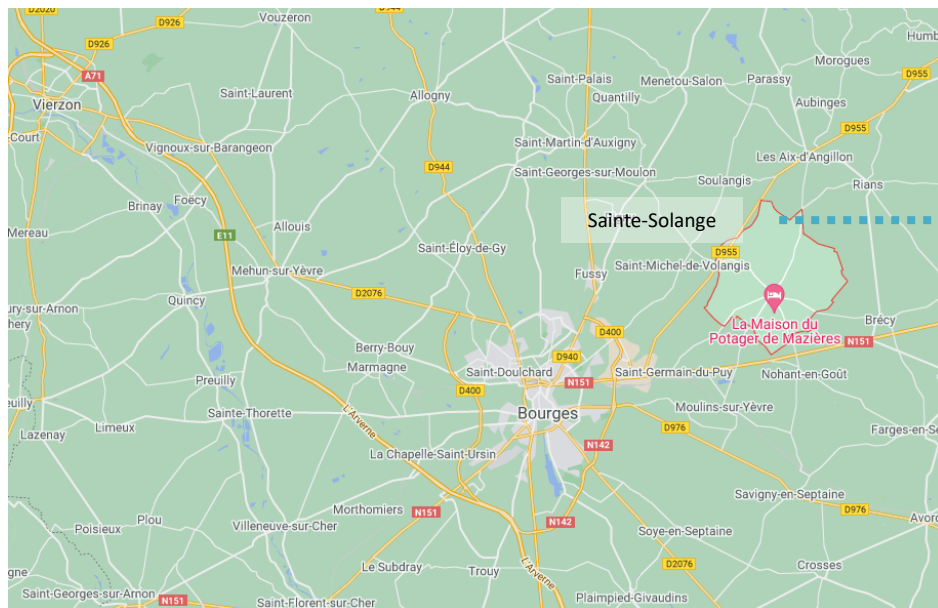 D2020
D944
Vouzeron
D926
D926
Humb
Morogues
D955
A71
Saint-Palais
Menetou-Salon
Parassy
Vierzon
Saint-Laurent
Allogny
Quantilly
Aubinges
-Court
Vignoux-sur-Barangeon
Saint-Martin-d'Auxigny
D955
D944
Les Aix-d'Angillon
Saint-Georges-sur-Moulon
Soulangis
Rians
Foëcy
Brinay
Sainte-Solange
Mereau
E11
Allouis
Saint-Éloy-de-Gy
D955
Mehun-sur-Yèvre
Fussy
Saint-Michel-de-Volangis
D2076
Quincy
ury-sur-Arnon
hery
La Maison du
Potager de Mazières
Brécy
D400
N151
Berry-Bouy
D940
Marmagne
Saint-Doulchard
Saint-Germain-du-Puy
Nohant-en-Goût
Preuilly
D400
N151
euilly
Sainte-Thorette
L'Arverne
Bourges
Moulins-sur-Yèvre
Limeux
Lazenay
D976
Farges-en-Se
La Chapelle-Saint-Ursin
N142
Savigny-en-Septaine
Morthomiers
N151
D976
Avord
Plou
Poisieux
Villeneuve-sur-Cher
N142
Soye-en-Septaine
Le Subdray
Trouy
L'Arverne
D2076
Crosses
gne
Saint-Georges-sur-Arnon
N151
Saint-Florent-sur-Cher
Plaimpied-Givaudins